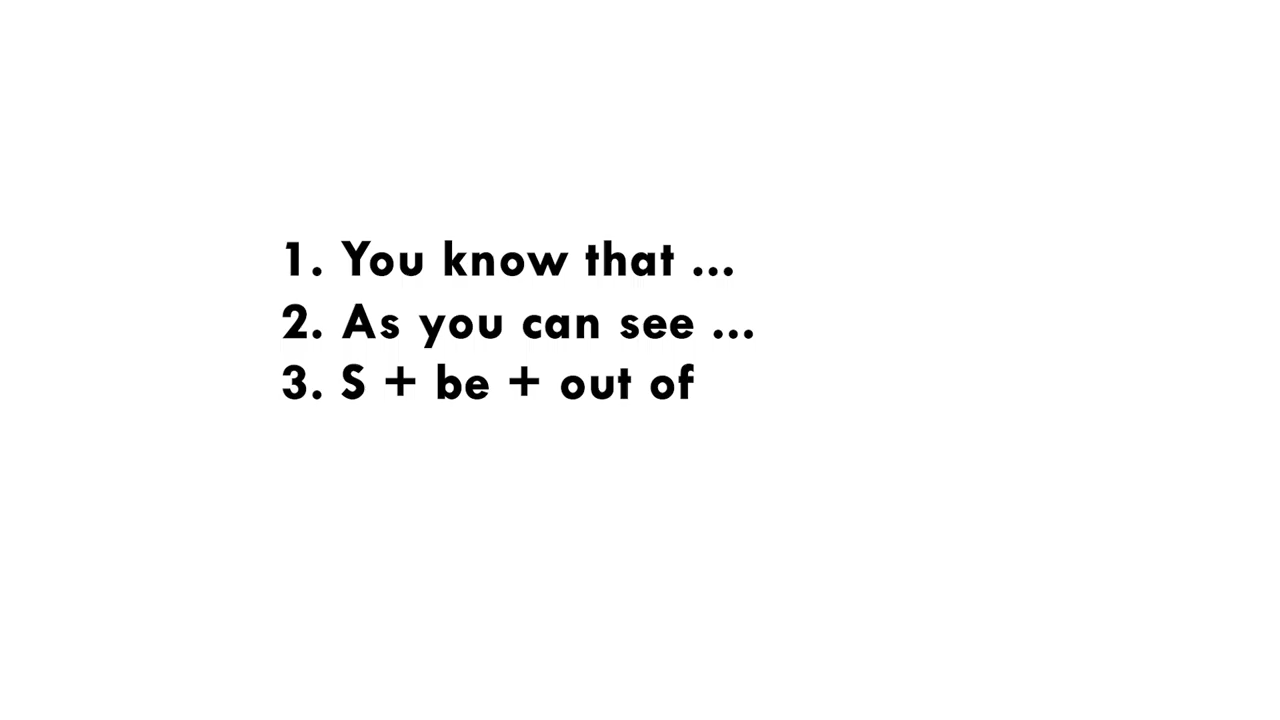 1. You know that ...
2. As you can see ...
3. S + be + out of